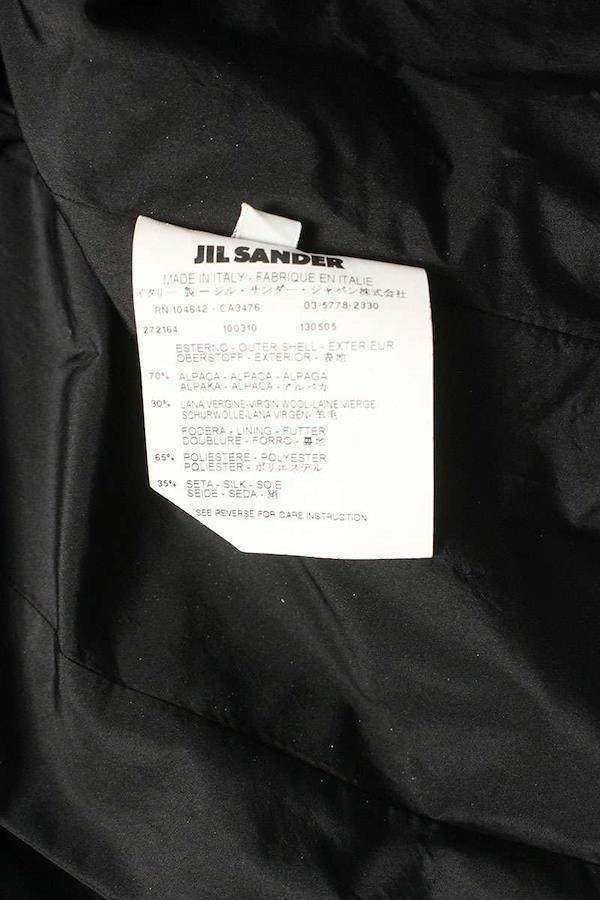 JIL SANDER
MADE IN ITALY - FABRIQUE EN ITALIE
イタリー 製 ー ジル・サンダー・ジャパン株式会社
RN 104642 - CA3476 03-5778-2330
272164 100310 130505
ESTERNO - OUTER SHELL - EXTERIEUR
OBERSTOFF - EXTERIOR - 表地
70% ALPACA - ALPACA - ALPAGA
ALPAKA - ALPACA - アルパカ
30% LANA VERGINE-VIRGIN WOOL-LAINE VIERGE
SCHURWOLLE-LANA VIRGEN- 羊毛
FODERA - LINING - FUTTER
DOUBLURE - FORRO - 裏地
65% POLIESTERE - POLYESTER
POLIESTER - ポリエステル
35% SETA - SILK - SOIE
SEIDE - SEDA - 絹
SEE REVERSE FOR CARE INSTRUCTION